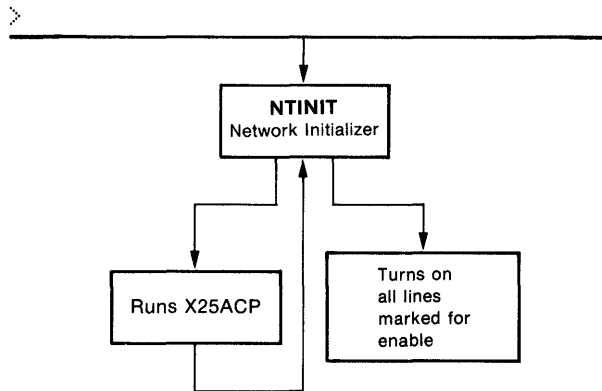 NTINIT
Network Initializer
Runs X25ACP
Turns on
all lines
marked for
enable